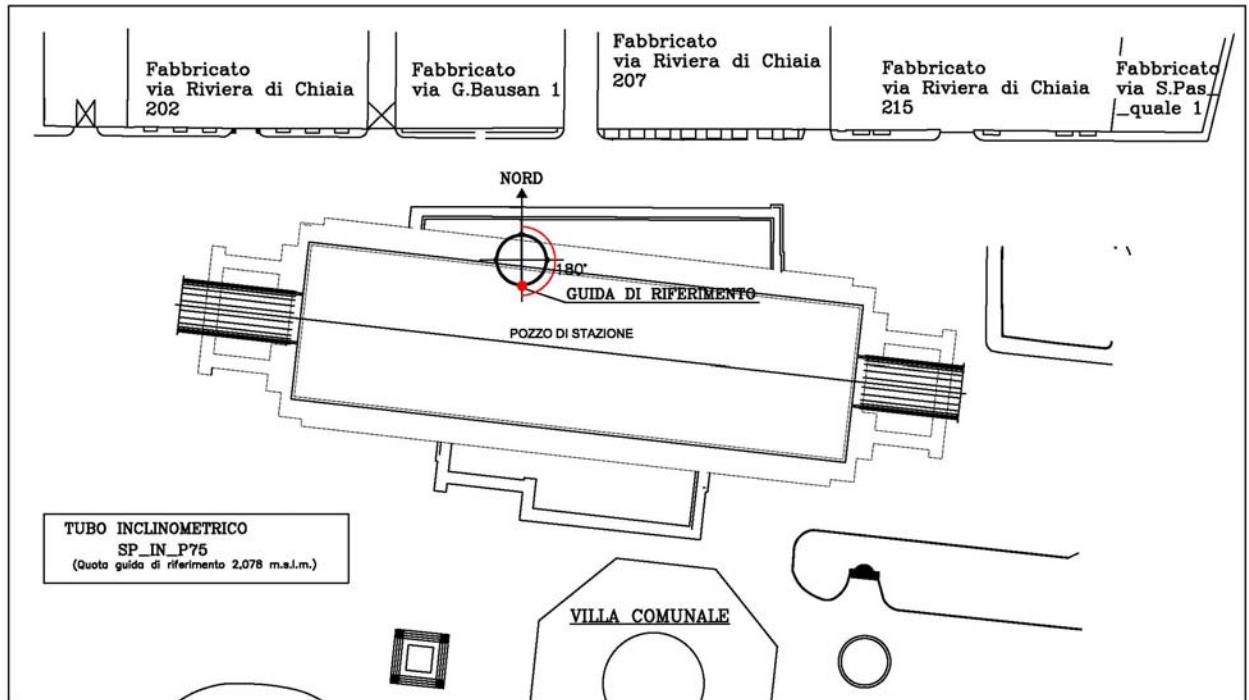 Fabbricato
via Riviera di Chiaia
202
Fabbricato
via G.Bausan 1
Fabbricato
via Riviera di Chiaia
207
Fabbricato
via Riviera di Chiaia
215
Fabbricato
via S.Pas_
_quale 1
NORD
180°
GUIDA DI RIFERIMENTO
POZZO DI STAZIONE
TUBO INCLINOMETRICO
SP_IN_P75
(Quota guida di riferimento 2,078 m.s.l.m.)
VILLA COMUNALE